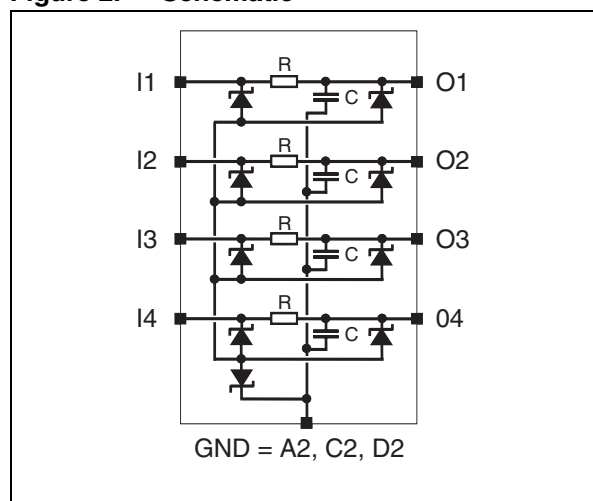 Figure 2. Schematic
R
I1 C O1
R
I2 C O2
R
I3 C O3
R
I4 C 04
GND = A2, C2, D2